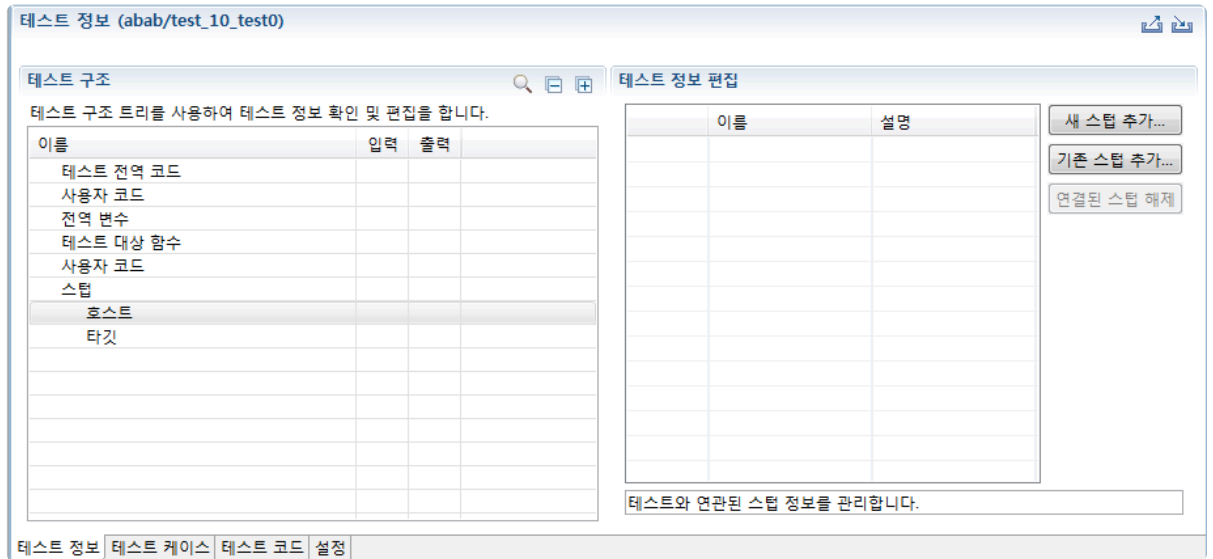 테스트 정보 (abab/test_10_test0)
테스트 구조
테스트 구조 트리를 사용하여 테스트 정보 확인 및 편집을 합니다.
이름 입력 출력
테스트 전역 코드
사용자 코드
전역 변수
테스트 대상 함수
사용자 코드
스텁
호스트
타깃
테스트 정보 편집
이름 설명
새 스텁 추가...
기존 스텁 추가...
연결된 스텁 해제
테스트와 연관된 스텁 정보를 관리합니다.
테스트 정보 테스트 케이스 테스트 코드 설정